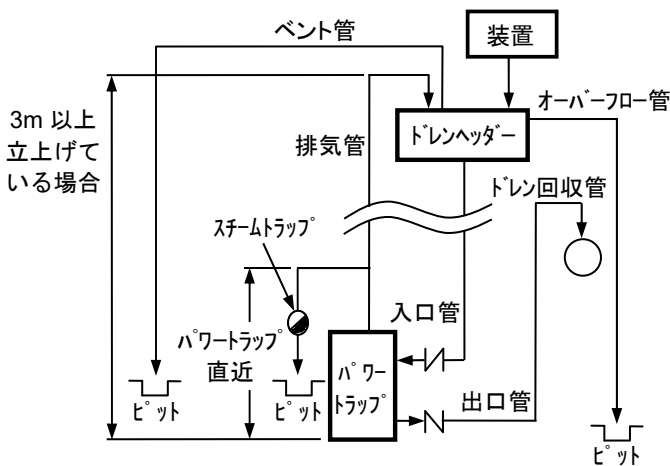 ベント管
装置
オーバーフロー管
3m 以上
立上げて
いる場合
排気管
ﾄﾞﾚﾝﾍｯﾀﾞｰ
ﾄﾞﾚﾝ回収管
ｽﾁｰﾑﾄﾗｯﾌﾟ
入口管
ﾊﾟﾜｰﾄﾗｯﾌﾟ
直近
ﾊﾟﾜｰ
ﾄﾗｯﾌﾟ
出口管
ﾋﾟｯﾄ
ﾋﾟｯﾄ
ﾋﾟｯﾄ